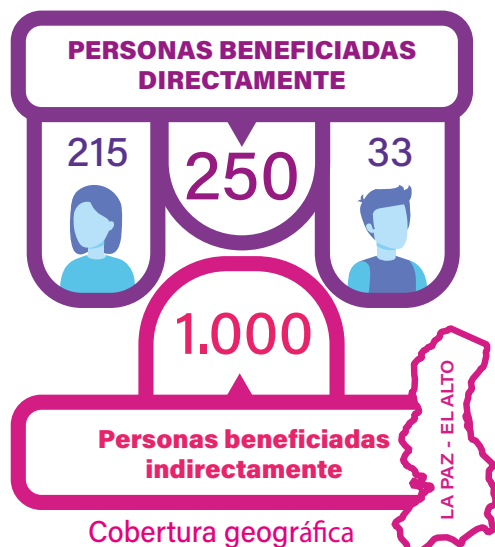 PERSONAS BENEFICIADAS
DIRECTAMENTE
215
250
33
1.000
Personas beneficiadas
indirectamente
LA PAZ - EL ALTO
Cobertura geográfica